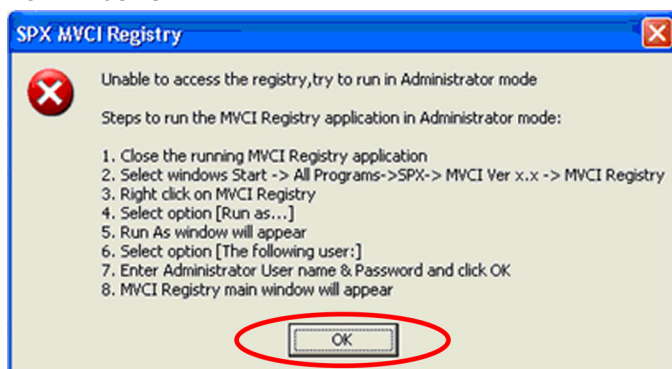 SPX MVCI Registry
Unable to access the registry,try to run in Administrator mode
Steps to run the MVCI Registry application in Administrator mode:
1. Close the running MVCI Registry application
2. Select windows Start -> All Programs->SPX-> MVCI Ver x.x -> MVCI Registry
3. Right click on MVCI Registry
4. Select option [Run as...]
5. Run As window will appear
6. Select option [The following user:]
7. Enter Administrator User name & Password and click OK
8. MVCI Registry main window will appear
OK